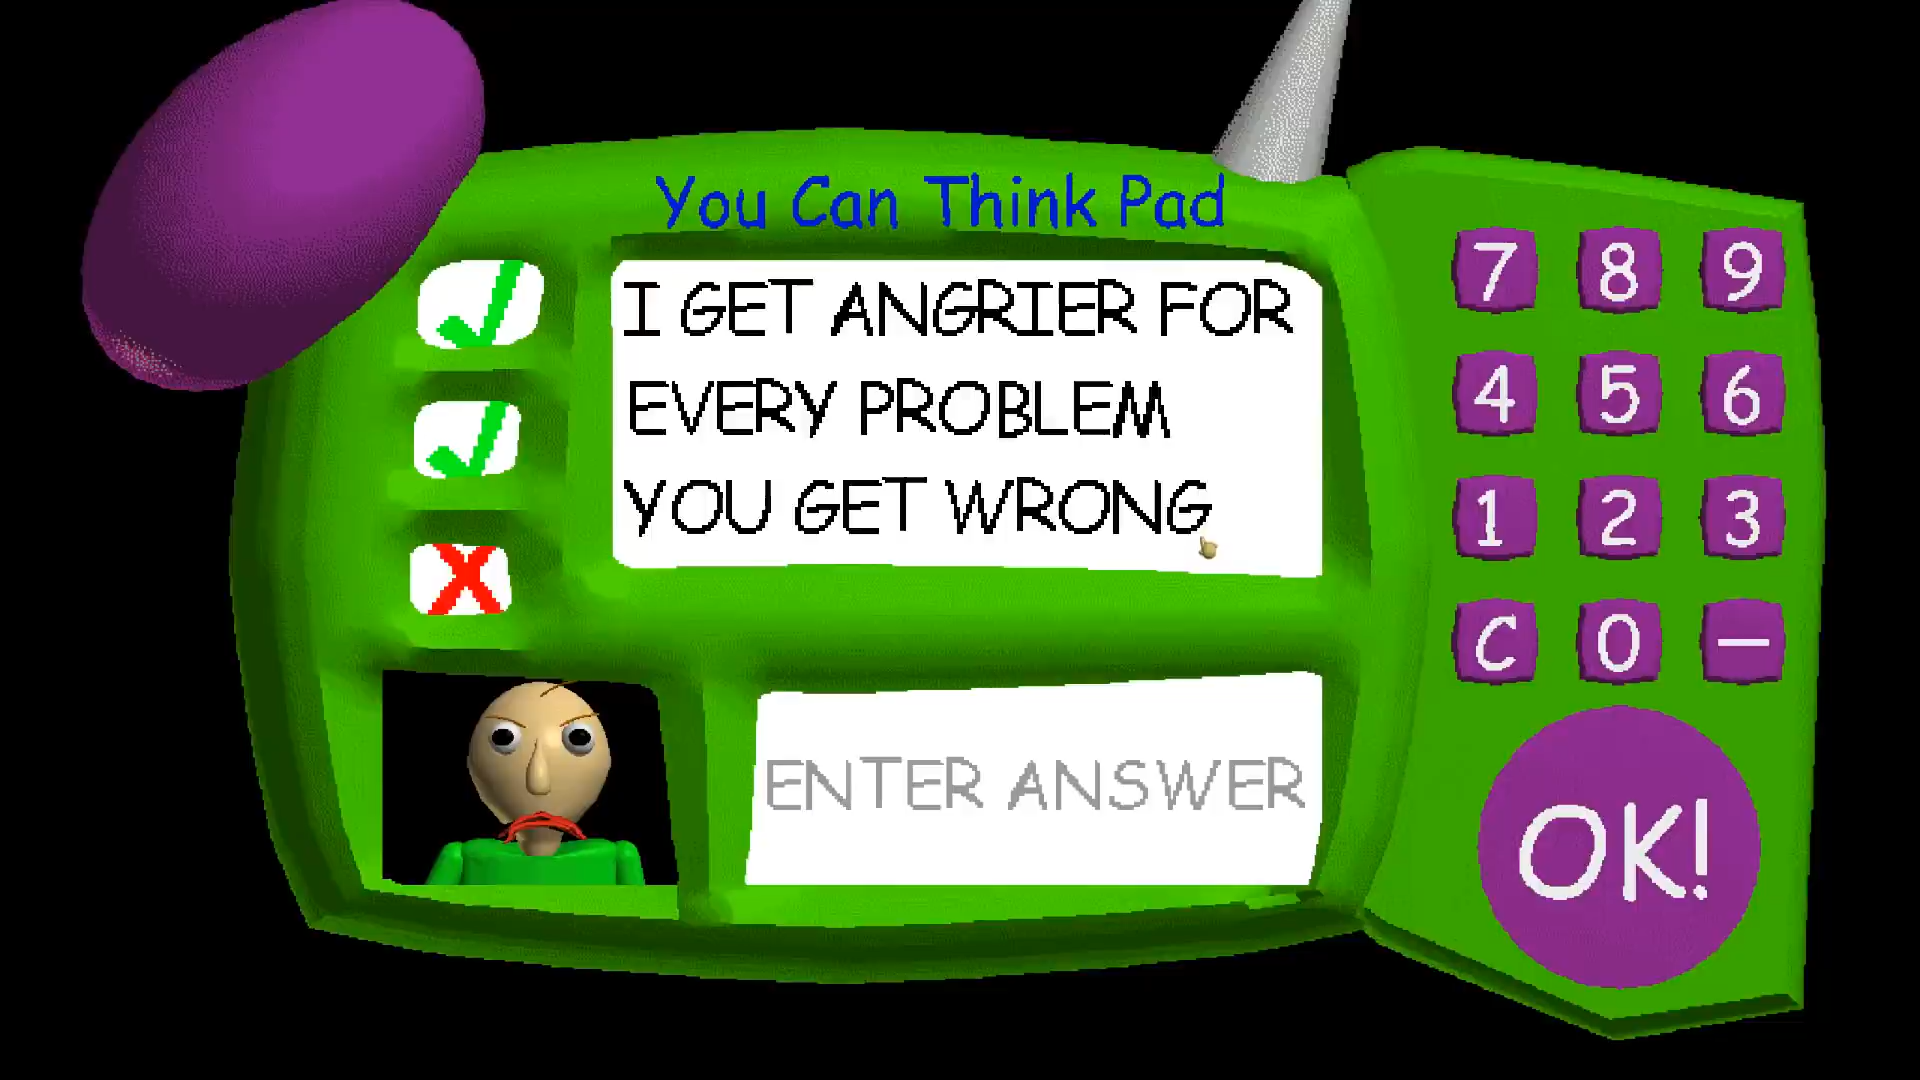 You Can Think Pad
I GET ANGRIER FOR
EVERY PROBLEM
YOU GET WRONG
ENTER ANSWER
7 8 9
4 5 6
1 2 3
C 0 —
OK!